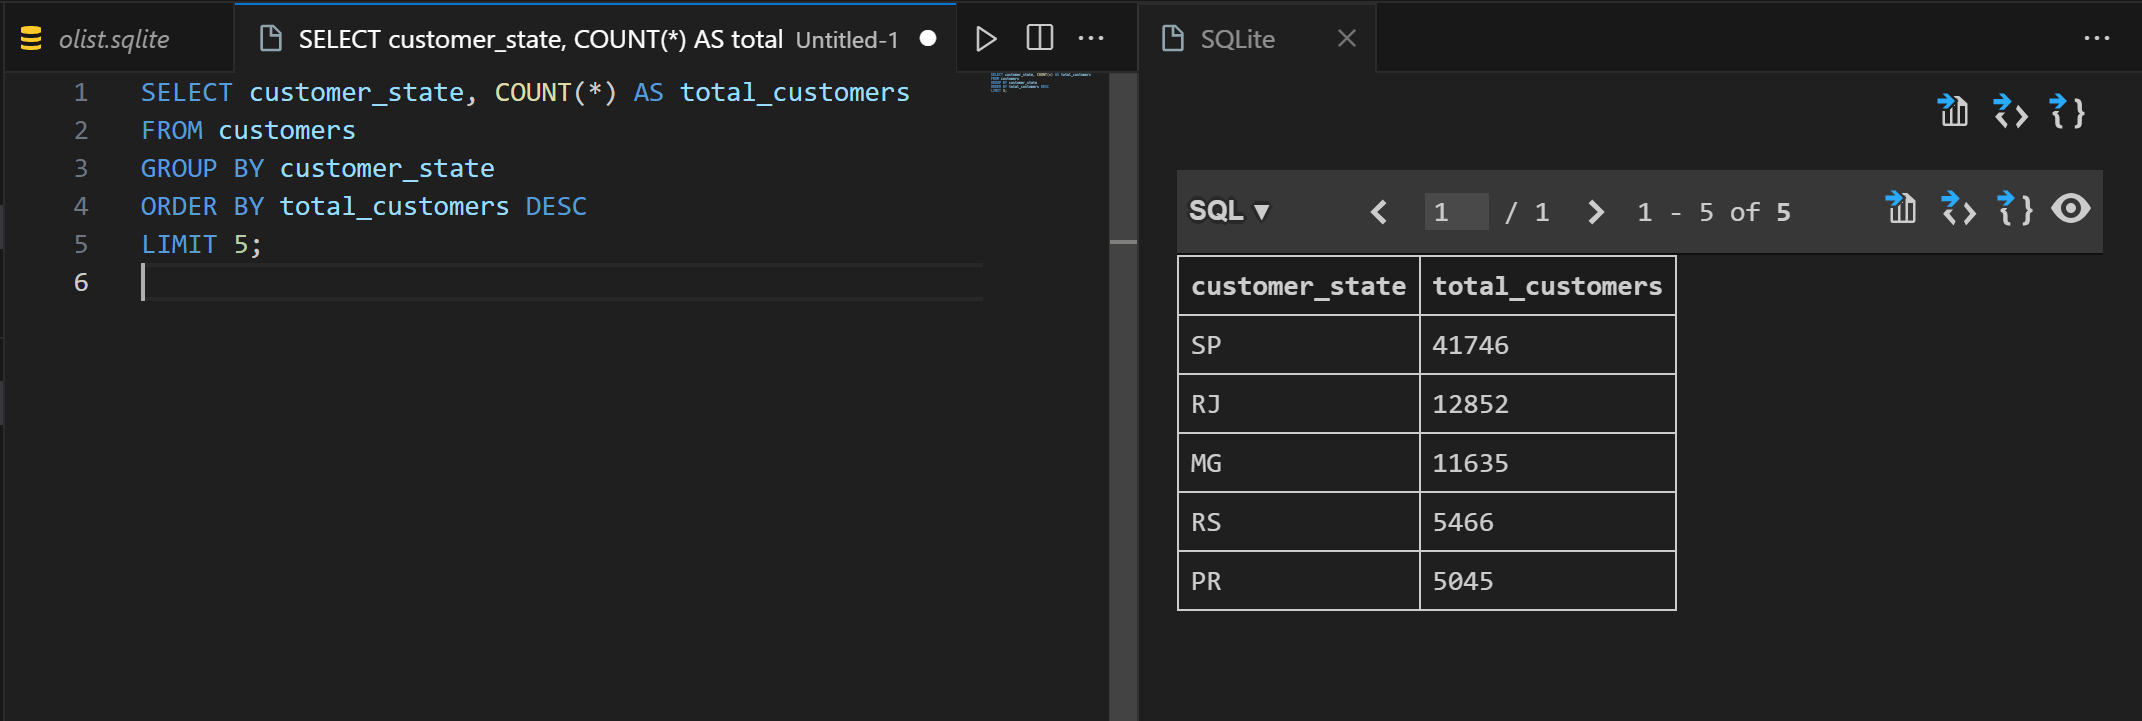 olist.sqlite
SELECT customer_state, COUNT(*) AS total Untitled-1
SQLite
1 SELECT customer_state, COUNT(*) AS total_customers
2 FROM customers
3 GROUP BY customer_state
4 ORDER BY total_customers DESC
5 LIMIT 5;
6
SQL ▼ 1 / 1 1 - 5 of 5
customer_state total_customers
SP 41746
RJ 12852
MG 11635
RS 5466
PR 5045